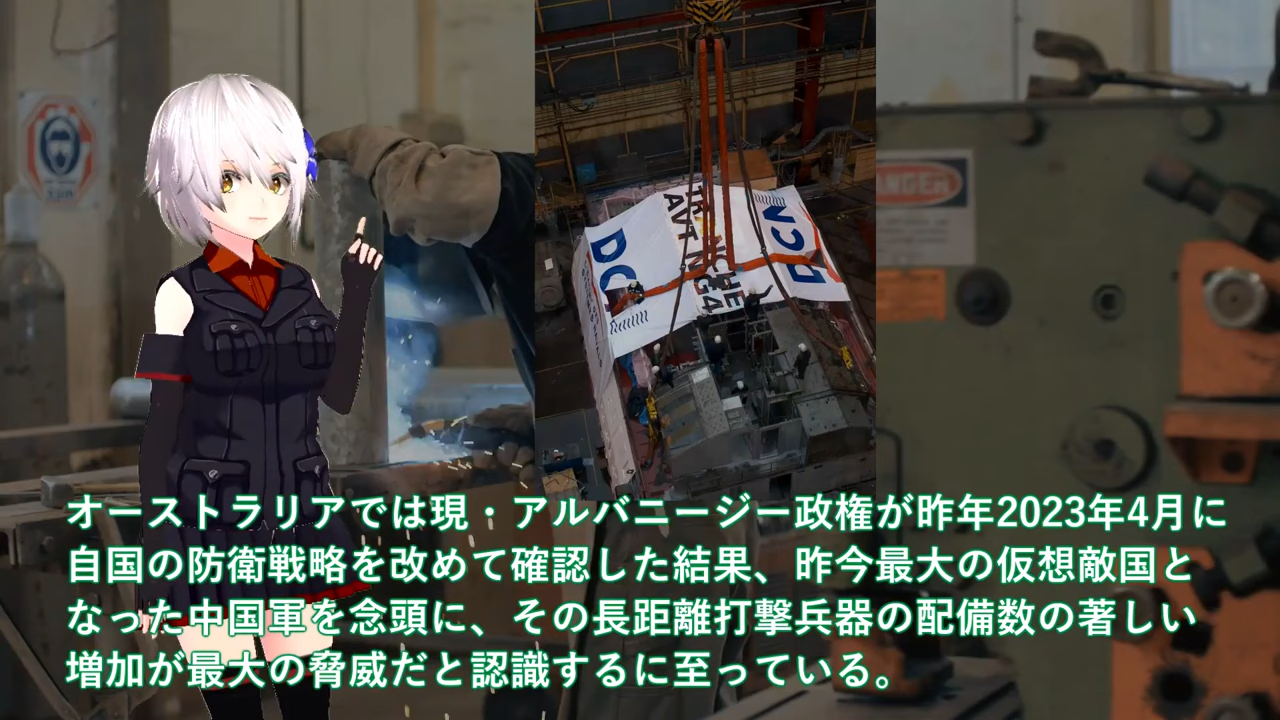 DANGER
オーストラリアでは現・アルバニージー政権が昨年2023年4月に
自国の防衛戦略を改めて確認した結果、昨今最大の仮想敵国と
なった中国軍を念頭に、その長距離打撃兵器の配備数の著しい
増加が最大の脅威だと認識するに至っている。